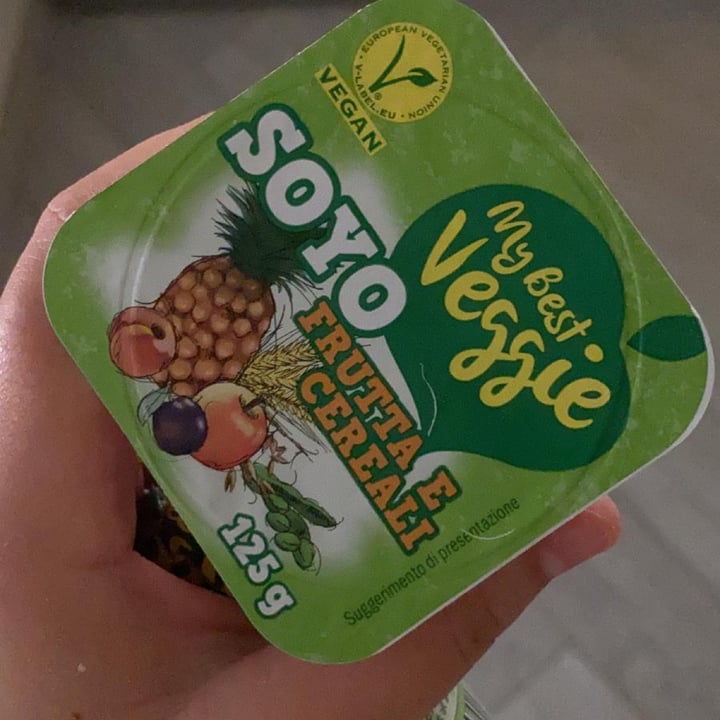 EUROPEAN VEGETARIAN UNION · V-LABEL.EU ·
VEGAN
SOYO
FRUTTA E
CEREALI
My Best
Veggie
125 g
Suggerimento di presentazione